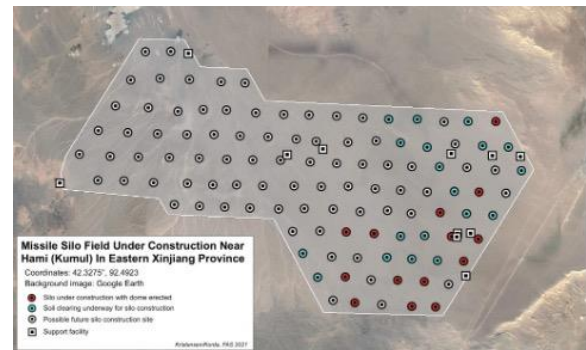 Missile Silo Field Under Construction Near
Hami (Kumul) In Eastern Xinjiang Province
Coordinates: 42.3275°, 92.4923
Background image: Google Earth
Silo under construction with dome erected
Soil clearing underway for silo construction
Possible future silo construction site
Support facility
Kristensen/Korda, FAS 2021